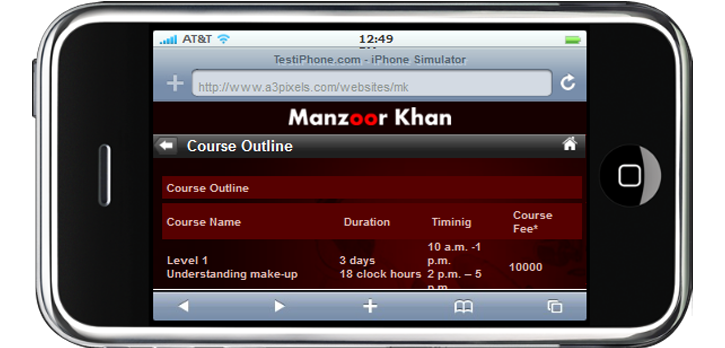 AT&T 12:49
TestiPhone.com - iPhone Simulator
http://www.a3pixels.com/websites/mk
Manzoor Khan
Course Outline
Course Outline
Course Name Duration Timinig Course Fee*
Level 1
Understanding make-up
3 days
18 clock hours
10 a.m. -1
p.m.
2 p.m. – 5
p.m.
10000